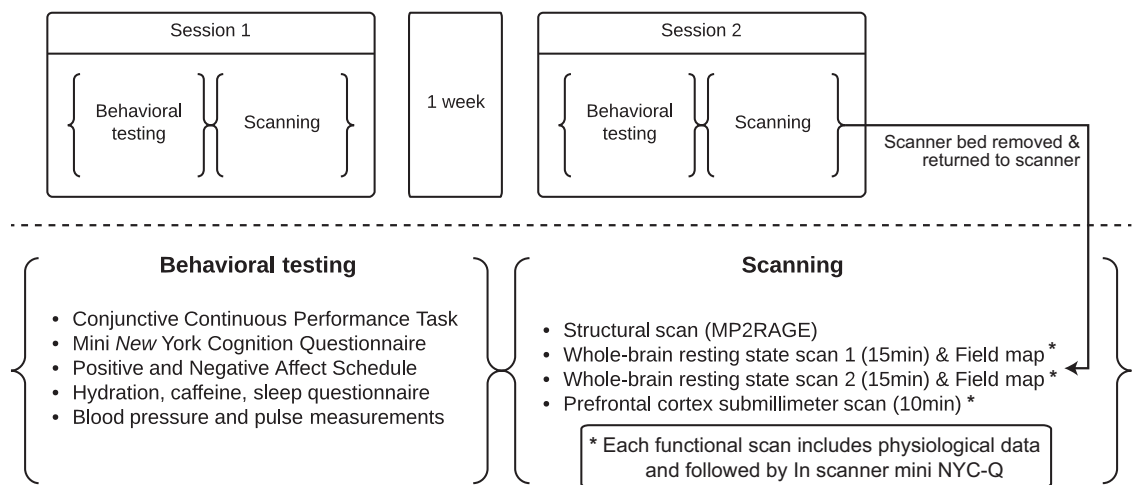 Session 1
Behavioral
testing
Scanning
1 week
Session 2
Behavioral
testing
Scanning
Scanner bed removed &
returned to scanner
Behavioral testing
• Conjunctive Continuous Performance Task
• Mini New York Cognition Questionnaire
• Positive and Negative Affect Schedule
• Hydration, caffeine, sleep questionnaire
• Blood pressure and pulse measurements
Scanning
• Structural scan (MP2RAGE)
• Whole-brain resting state scan 1 (15min) & Field map *
• Whole-brain resting state scan 2 (15min) & Field map *
• Prefrontal cortex submillimeter scan (10min) *
* Each functional scan includes physiological data
and followed by In scanner mini NYC-Q